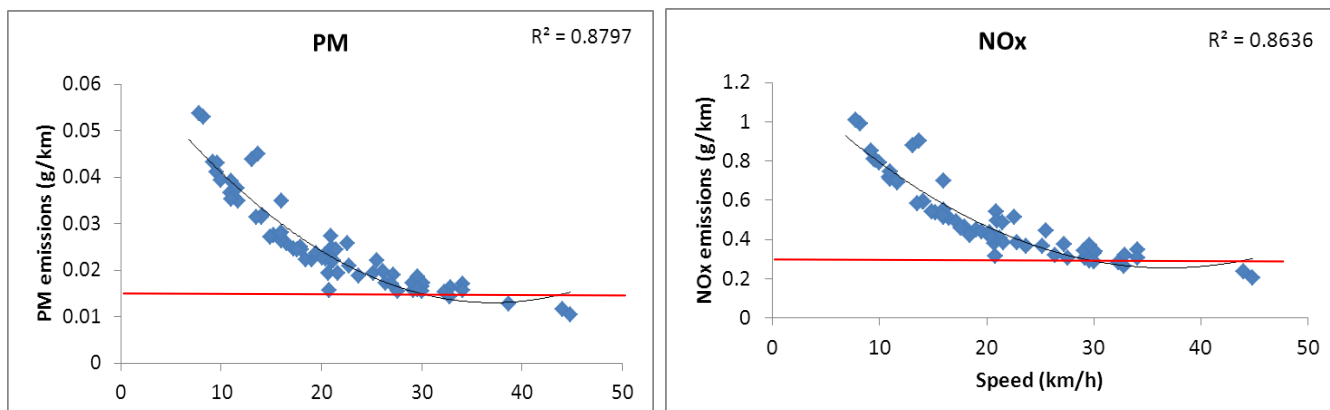 PM
R² = 0.8797
PM emissions (g/km)
0.06
0.05
0.04
0.03
0.02
0.01
0
0 10 20 30 40 50
NOx
R² = 0.8636
NOx emissions (g/km)
1.2
1
0.8
0.6
0.4
0.2
0
0 10 20 30 40 50
Speed (km/h)